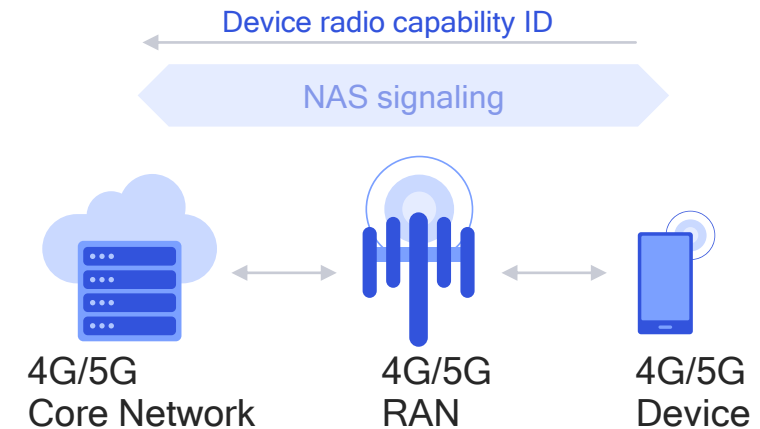 Device radio capability ID
NAS signaling
4G/5G
Core Network
4G/5G
RAN
4G/5G
Device